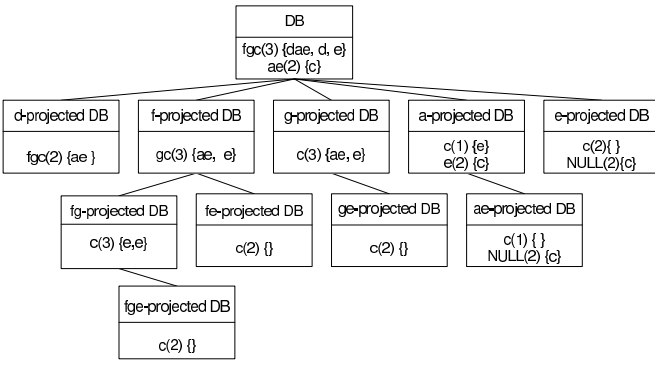 DB
fgc(3) {dae, d, e}
ae(2) {c}
d-projected DB
fgc(2) {ae }
f-projected DB
gc(3) {ae, e}
g-projected DB
c(3) {ae, e}
a-projected DB
c(1) {e}
e(2) {c}
e-projected DB
c(2){ }
NULL(2){c}
fg-projected DB
c(3) {e,e}
fe-projected DB
c(2) {}
ge-projected DB
c(2) {}
ae-projected DB
c(1) { }
NULL(2) {c}
fge-projected DB
c(2) {}